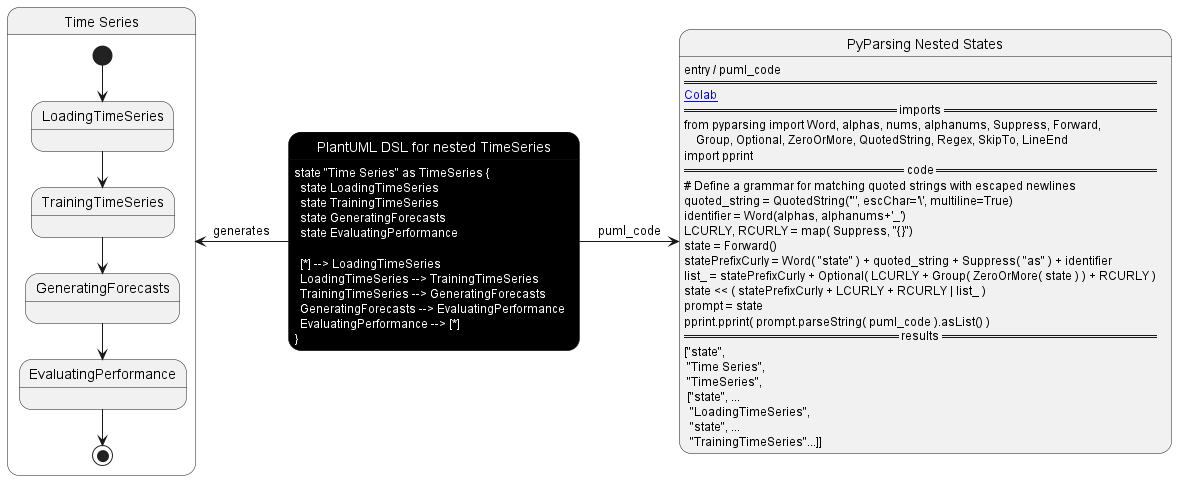 Time Series
LoadingTimeSeries
TrainingTimeSeries
GeneratingForecasts
EvaluatingPerformance
generates
PlantUML DSL for nested TimeSeries
state "Time Series" as TimeSeries {
state LoadingTimeSeries
state TrainingTimeSeries
state GeneratingForecasts
state EvaluatingPerformance
[*] --> LoadingTimeSeries
LoadingTimeSeries --> TrainingTimeSeries
TrainingTimeSeries --> GeneratingForecasts
GeneratingForecasts --> EvaluatingPerformance
EvaluatingPerformance --> [*]
}
puml_code
PyParsing Nested States
entry / puml_code
Colab
imports
from pyparsing import Word, alphas, nums, alphanums, Suppress, Forward,
Group, Optional, ZeroOrMore, QuotedString, Regex, SkipTo, LineEnd
import pprint
code
# Define a grammar for matching quoted strings with escaped newlines
quoted_string = QuotedString('"', escChar='\', multiline=True)
identifier = Word(alphas, alphanums+'_')
LCURLY, RCURLY = map( Suppress, "{}")
state = Forward()
statePrefixCurly = Word( "state" ) + quoted_string + Suppress( "as" ) + identifier
list_ = statePrefixCurly + Optional( LCURLY + Group( ZeroOrMore( state ) ) + RCURLY )
state << ( statePrefixCurly + LCURLY + RCURLY | list_ )
prompt = state
pprint.pprint( prompt.parseString( puml_code ).asList() )
results
["state",
"Time Series",
"TimeSeries",
["state", ...
"LoadingTimeSeries",
"state", ...
"TrainingTimeSeries"...]]